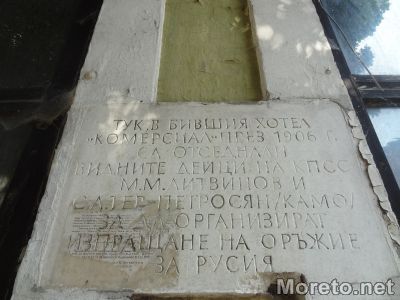 ТУК, В БИВШИЯ ХОТЕЛ
«КОМЕРСИАЛ» ПРЕЗ 1906 Г.
СА ОТСЕДНАЛИ
ВИДНИТЕ ДЕЙЦИ НА КПСС
М.М.ЛИТВИНОВ И
С.А.ТЕР-ПЕТРОСЯН/КАМО/
ЗА ДА ОРГАНИЗИРАТ
ИЗПРАЩАНЕ НА ОРЪЖИЕ
ЗА РУСИЯ
Moreto.net